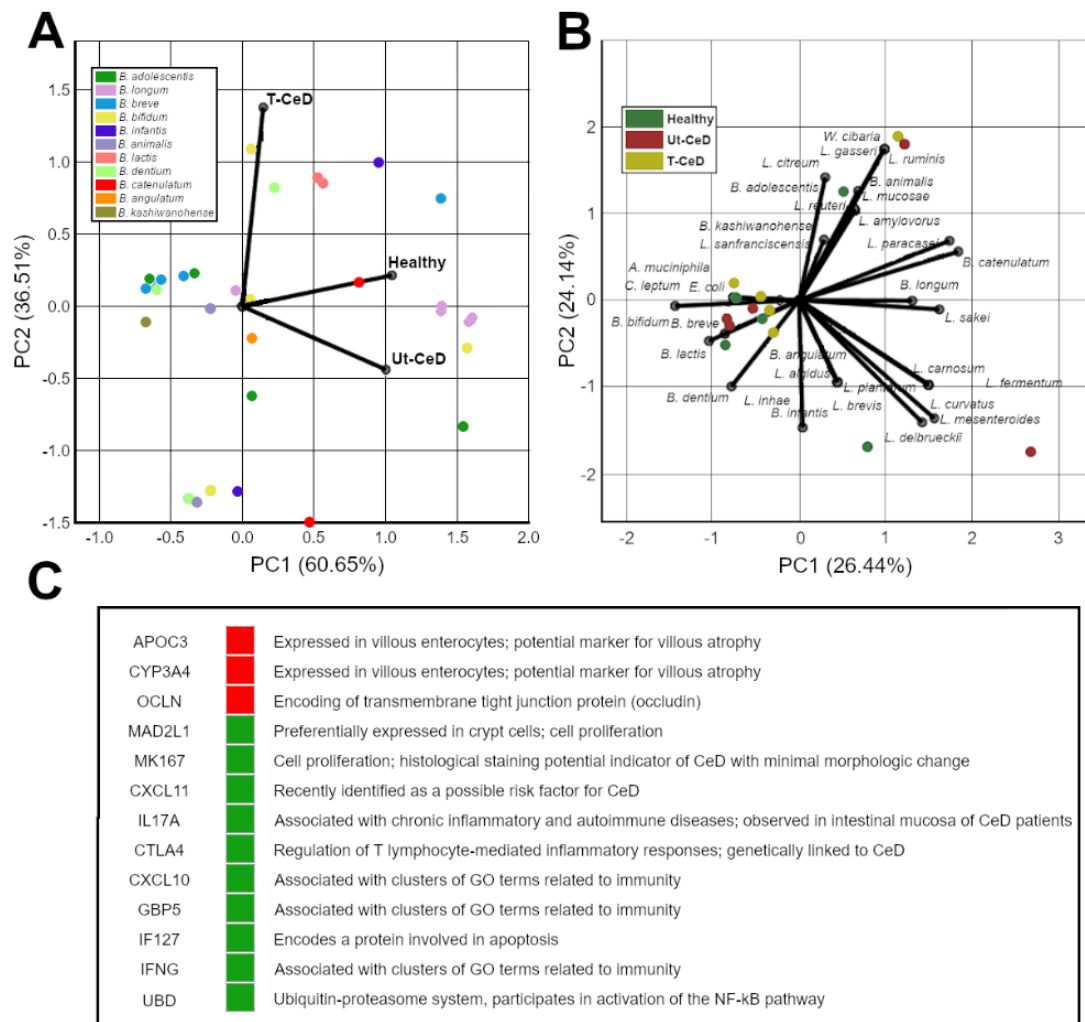 A
B. adolescentis
B. longum
B. breve
B. bifidum
B. infantis
B. animalis
B. lactis
B. dentium
B. catenulatum
B. angulatum
B. kashiwanohense
T-CeD
Healthy
Ut-CeD
1.5
1.0
0.5
0.0
-0.5
-1.0
-1.5
-1.0
-0.5
0.0
0.5
1.0
1.5
2.0
PC2 (36.51%)
PC1 (60.65%)
B
Healthy
Ut-CeD
T-CeD
W. cibaria
L. gasseri
L. ruminis
L. citreum
B. adolescentis
B. animalis
L. mucosae
L. reuteri
L. amylovorus
B. kashiwanohense
L. sanfranciscensis
L. paracasei
B. catenulatum
A. muciniphila
C. leptum
E. coli
B. longum
L. sakei
B. bifidum
B. breve
B. lactis
B. angulatum
L. algidus
L. carnosum
B. dentium
L. inhae
L. plantarum
L. fermentum
B. infantis
L. brevis
L. curvatus
L. mesenteroides
L. delbrueckii
2
1
0
-1
-2
-2
-1
0
1
2
3
PC2 (24.14%)
PC1 (26.44%)
C
APOC3 Expressed in villous enterocytes; potential marker for villous atrophy
CYP3A4 Expressed in villous enterocytes; potential marker for villous atrophy
OCLN Encoding of transmembrane tight junction protein (occludin)
MAD2L1 Preferentially expressed in crypt cells; cell proliferation
MK167 Cell proliferation; histological staining potential indicator of CeD with minimal morphologic change
CXCL11 Recently identified as a possible risk factor for CeD
IL17A Associated with chronic inflammatory and autoimmune diseases; observed in intestinal mucosa of CeD patients
CTLA4 Regulation of T lymphocyte-mediated inflammatory responses; genetically linked to CeD
CXCL10 Associated with clusters of GO terms related to immunity
GBP5 Associated with clusters of GO terms related to immunity
IF127 Encodes a protein involved in apoptosis
IFNG Associated with clusters of GO terms related to immunity
UBD Ubiquitin-proteasome system, participates in activation of the NF-kB pathway